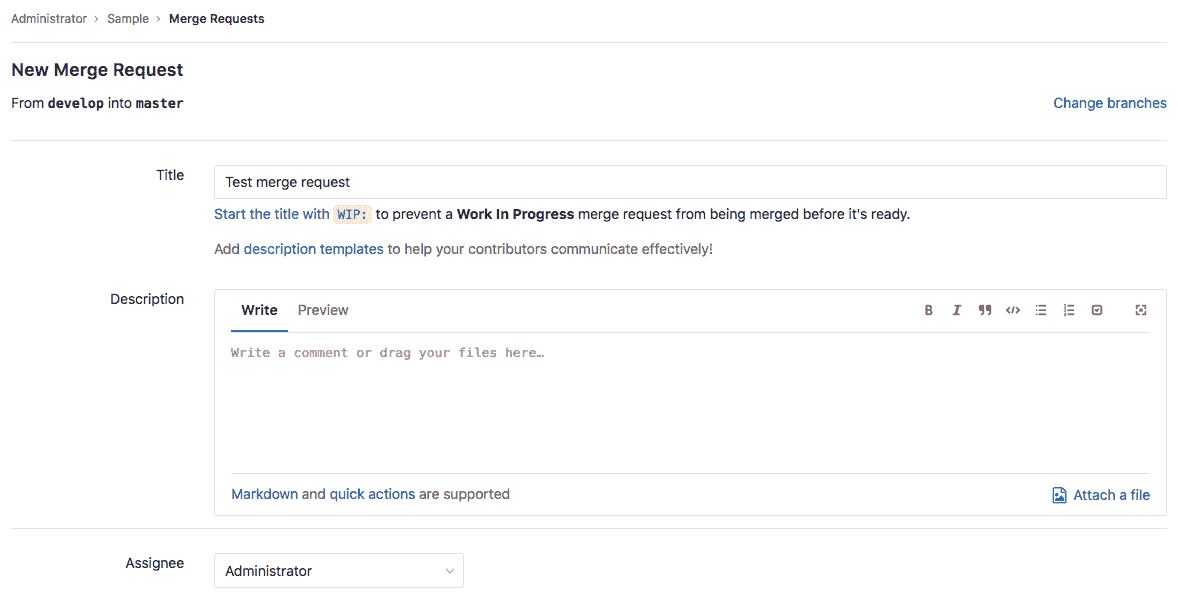 Administrator › Sample › Merge Requests
New Merge Request
From develop into master
Change branches
Title
Test merge request
Start the title with WIP: to prevent a Work In Progress merge request from being merged before it's ready.
Add description templates to help your contributors communicate effectively!
Description
Write Preview
Write a comment or drag your files here…
Markdown and quick actions are supported
Attach a file
Assignee
Administrator